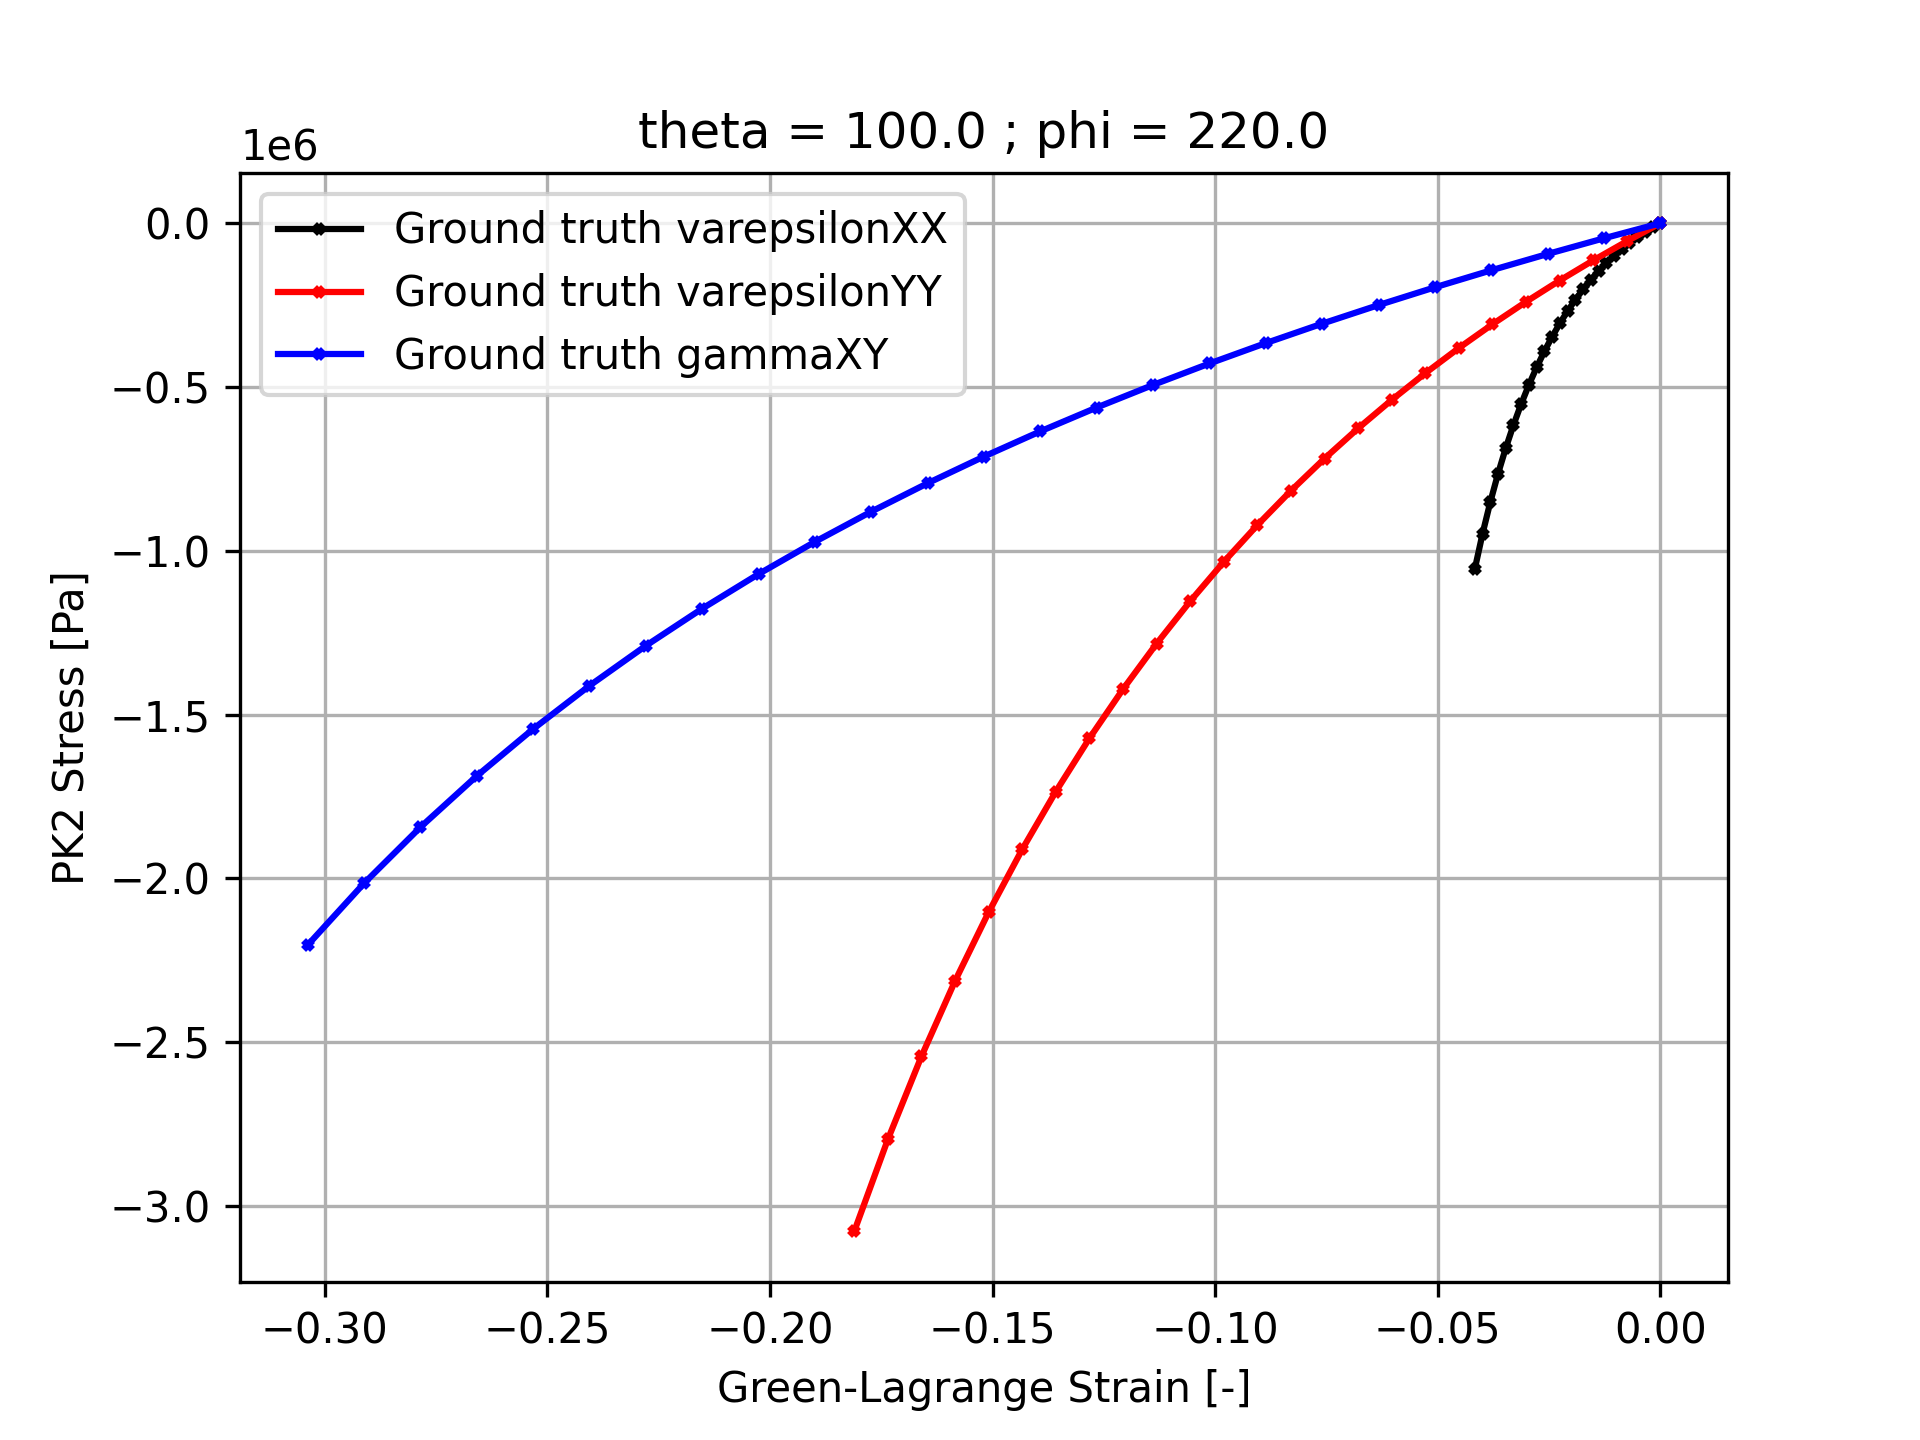 theta = 100.0 ; phi = 220.0
1e6
Ground truth varepsilonXX
Ground truth varepsilonYY
Ground truth gammaXY
0.0
−0.5
−1.0
−1.5
−2.0
−2.5
−3.0
PK2 Stress [Pa]
−0.30 −0.25 −0.20 −0.15 −0.10 −0.05 0.00
Green-Lagrange Strain [-]